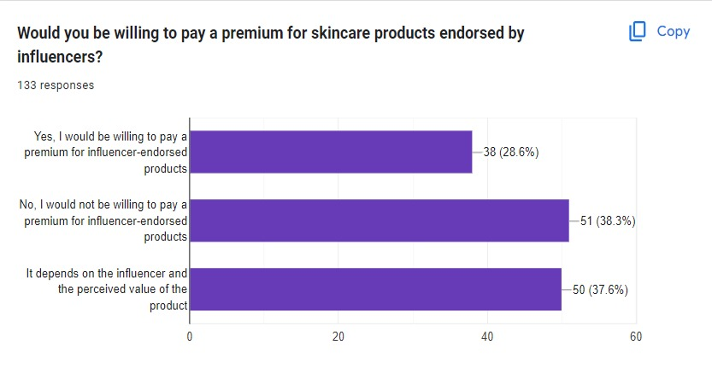 Would you be willing to pay a premium for skincare products endorsed by
influencers?
Copy
133 responses
Yes, I would be willing to pay a
premium for influencer-endorsed
products
38 (28.6%)
No, I would not be willing to pay a
premium for influencer-endorsed
products
51 (38.3%)
It depends on the influencer and
the perceived value of the
product
50 (37.6%)
0 20 40 60